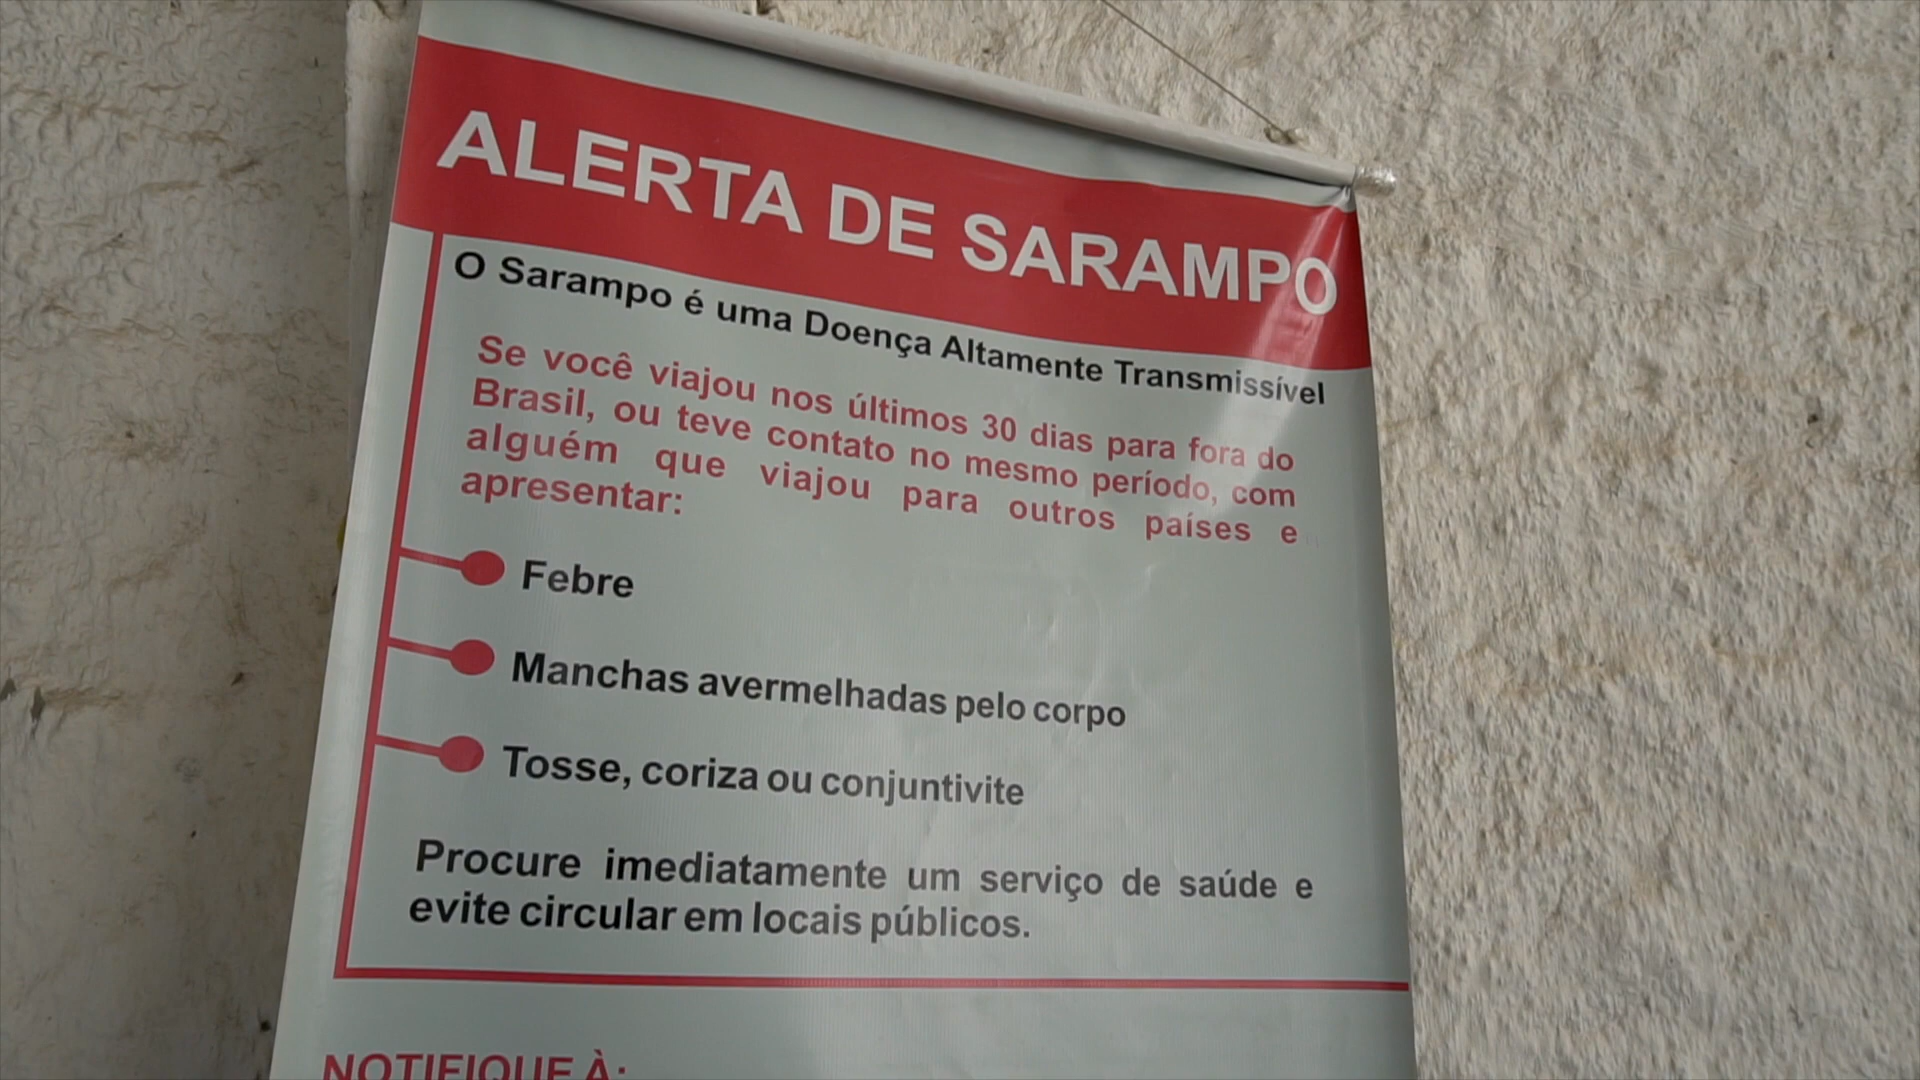 ALERTA DE SARAMPO
O Sarampo é uma Doença Altamente Transmissível
Se você viajou nos últimos 30 dias para fora do
Brasil, ou teve contato no mesmo período, com
alguém que viajou para outros países e
apresentar:
Febre
Manchas avermelhadas pelo corpo
Tosse, coriza ou conjuntivite
Procure imediatamente um serviço de saúde e
evite circular em locais públicos.
NOTIFIQUE À: